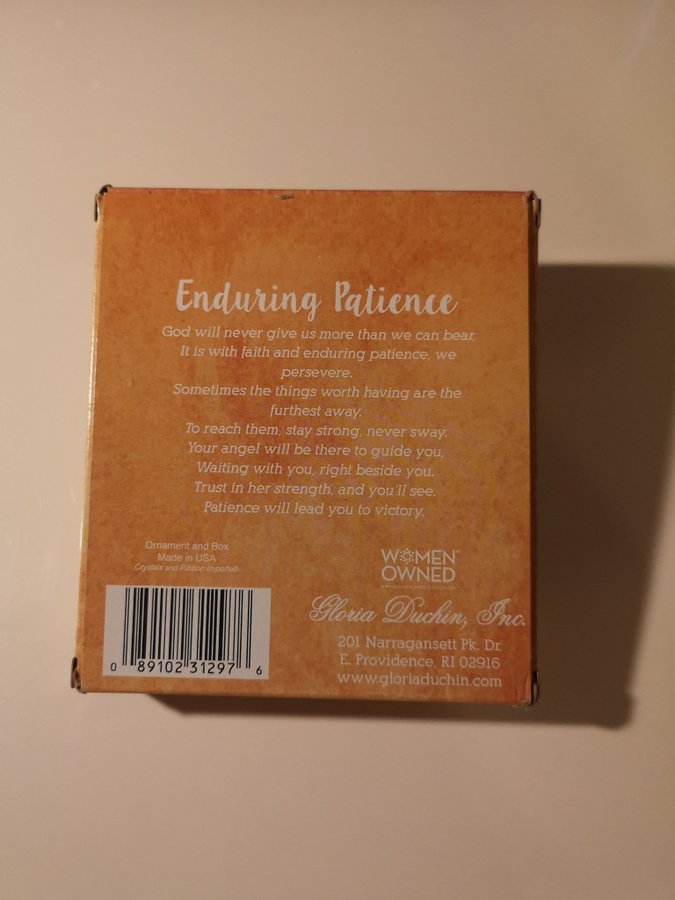 Enduring Patience
God will never give us more than we can bear,
It is with faith and enduring patience, we
persevere.
Sometimes the things worth having are the
furthest away.
To reach them, stay strong, never sway.
Your angel will be there to guide you,
Waiting with you, right beside you.
Trust in her strength, and you'll see.
Patience will lead you to victory.
Ornament and Box
Made in USA
Crystals and Ribbon Imported
WOMEN
OWNED
Gloria Duchin, Inc.
201 Narragansett Pk. Dr.
E. Providence, RI 02916
www.gloriaduchin.com
0 89102 31297 6